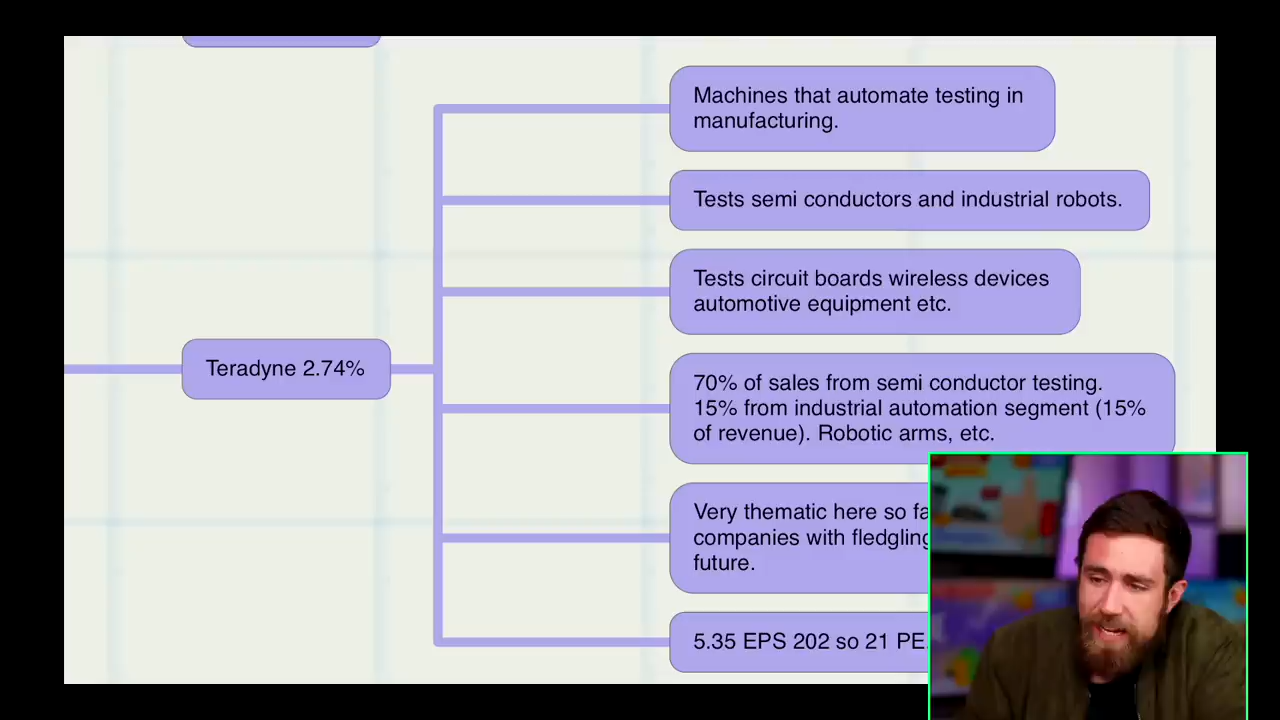 Machines that automate testing in
manufacturing.
Tests semi conductors and industrial robots.
Tests circuit boards wireless devices
automotive equipment etc.
Teradyne 2.74%
70% of sales from semi conductor testing.
15% from industrial automation segment (15%
of revenue). Robotic arms, etc.
Very thematic here so
companies with fledgling
future.
5.35 EPS 202 so 21 PE